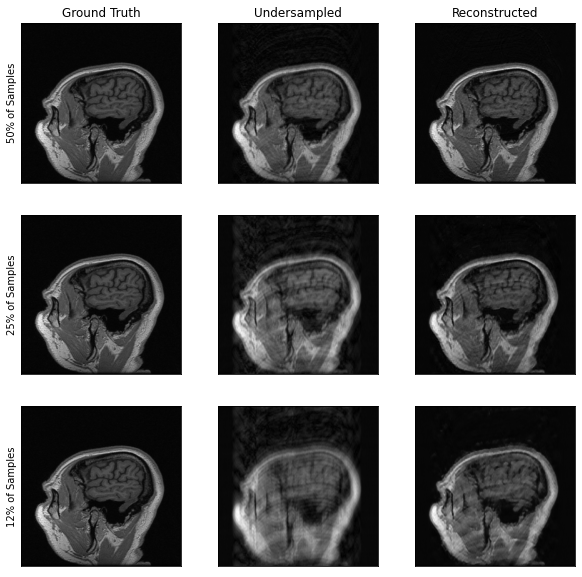 Ground Truth
Undersampled
Reconstructed
50% of Samples
25% of Samples
12% of Samples